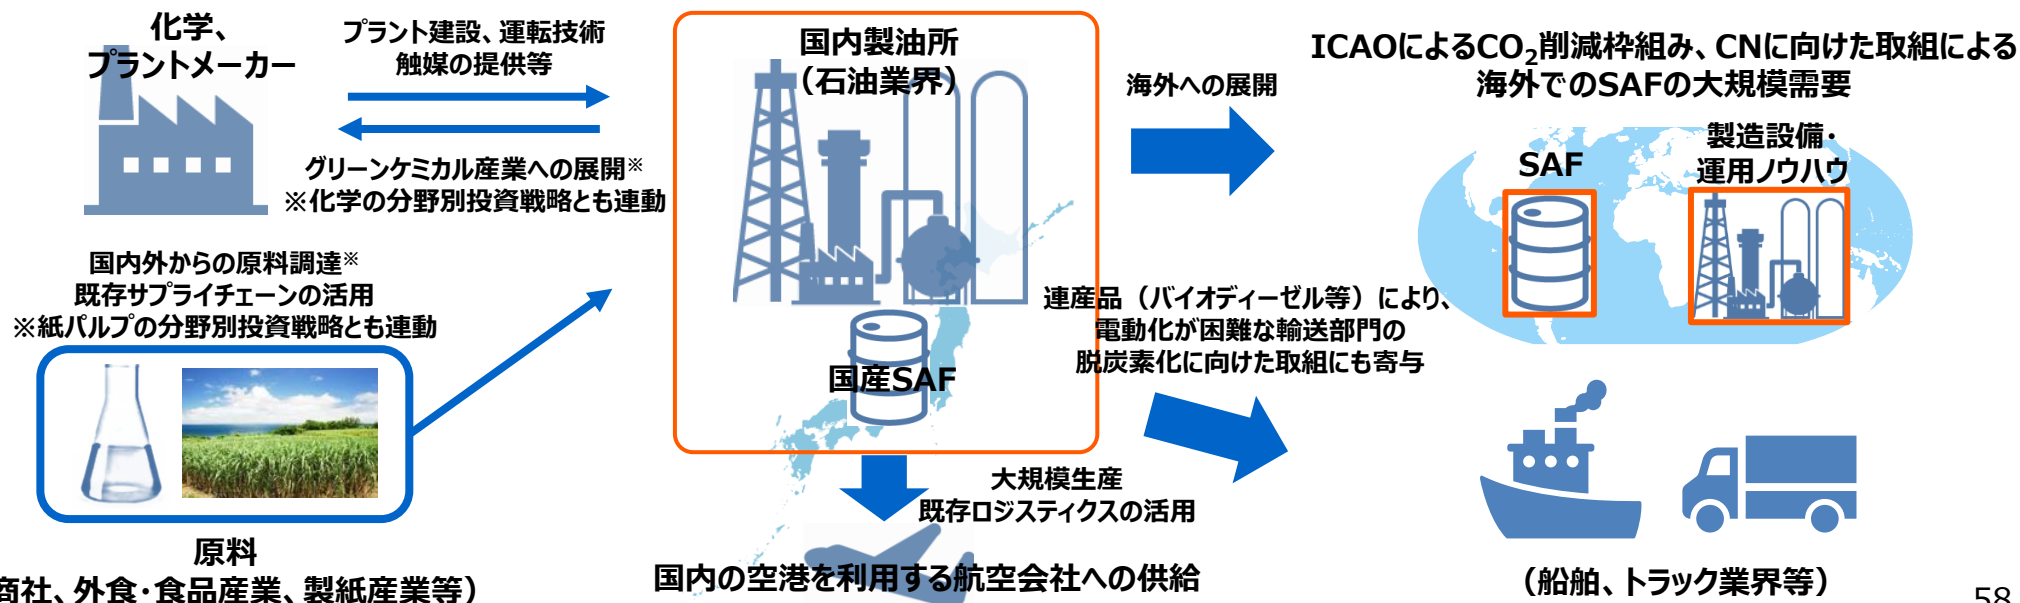 化学、
プラントメーカー
プラント建設、運転技術
触媒の提供等
グリーンケミカル産業への展開※
※化学の分野別投資戦略とも連動
国内外からの原料調達※
既存サプライチェーンの活用
※紙パルプの分野別投資戦略とも連動
原料
商社、外食・食品産業、製紙産業等）
国内製油所
（石油業界）
国産SAF
大規模生産
既存ロジスティクスの活用
国内の空港を利用する航空会社への供給
海外への展開
ICAOによるCO₂削減枠組み、CNに向けた取組による
海外でのSAFの大規模需要
SAF
製造設備・
運用ノウハウ
連産品（バイオディーゼル等）により、
電動化が困難な輸送部門の
脱炭素化に向けた取組にも寄与
（船舶、トラック業界等）
58